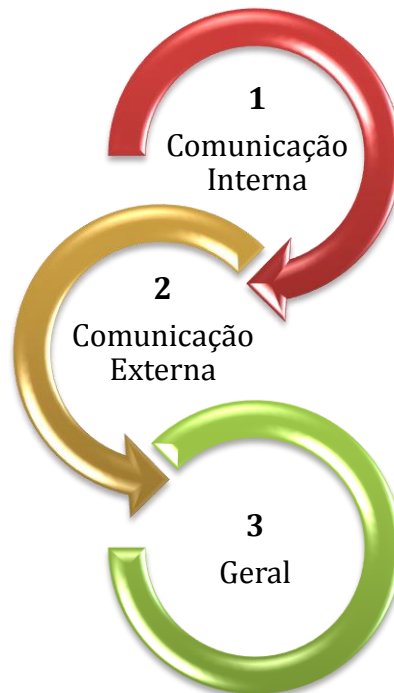 1
Comunicação
Interna
2
Comunicação
Externa
3
Geral